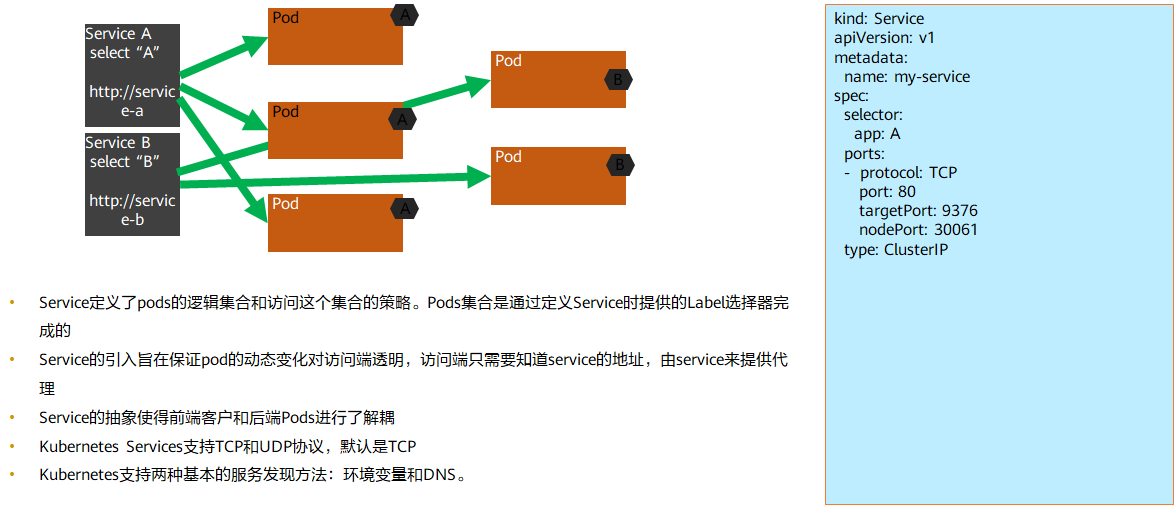 Service A
select “A”
http://servic
e-a
Service B
select “B”
http://servic
e-b
Pod
A
Pod
A
Pod
A
Pod
B
Pod
B
Service定义了pods的逻辑集合和访问这个集合的策略。Pods集合是通过定义Service时提供的Label选择器完
成的
Service的引入旨在保证pod的动态变化对访问端透明，访问端只需要知道service的地址，由service来提供代
理
Service的抽象使得前端客户和后端Pods进行了解耦
Kubernetes Services支持TCP和UDP协议，默认是TCP
Kubernetes支持两种基本的服务发现方法：环境变量和DNS。
kind: Service
apiVersion: v1
metadata:
name: my-service
spec:
selector:
app: A
ports:
- protocol: TCP
port: 80
targetPort: 9376
nodePort: 30061
type: ClusterIP